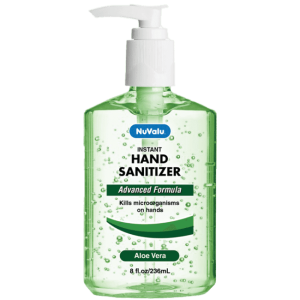 NuValu
INSTANT
HAND
SANITIZER
Advanced Formula
Kills microorganisms
on hands
Aloe Vera
8 fl.oz/236mL